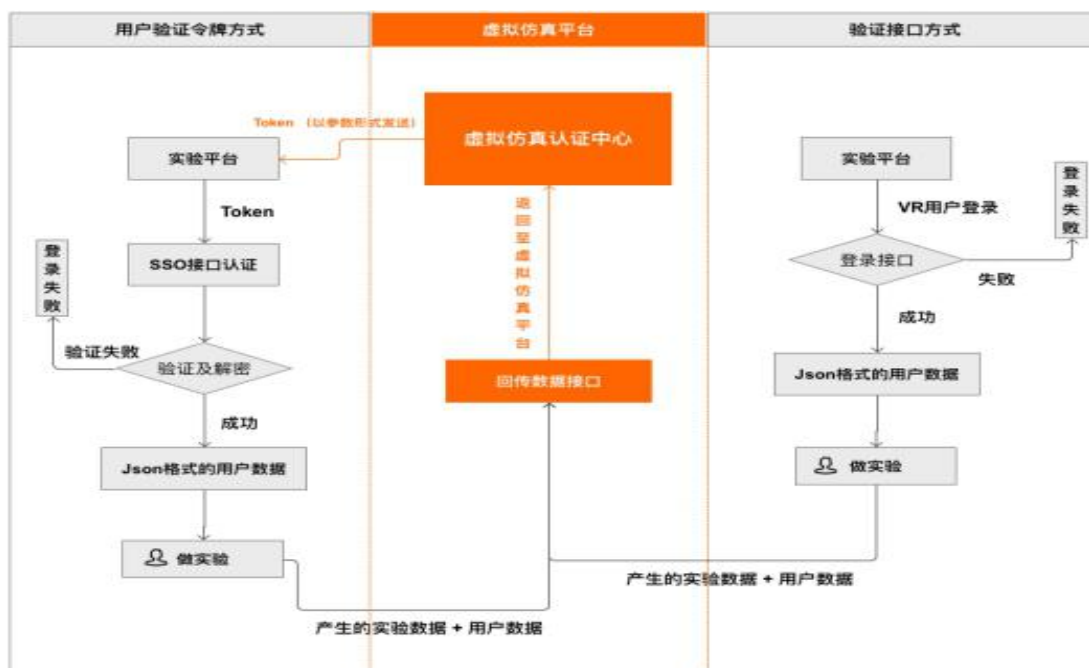 用户验证令牌方式
虚拟仿真平台
验证接口方式
Token （以参数形式发送）
虚拟仿真认证中心
实验平台
Token
SSO接口认证
登录失败
验证失败
验证及解密
成功
Json格式的用户数据
做实验
产生的实验数据 + 用户数据
返回至虚拟仿真平台
回传数据接口
实验平台
VR用户登录
登录失败
登录接口
失败
成功
Json格式的用户数据
做实验
产生的实验数据 + 用户数据